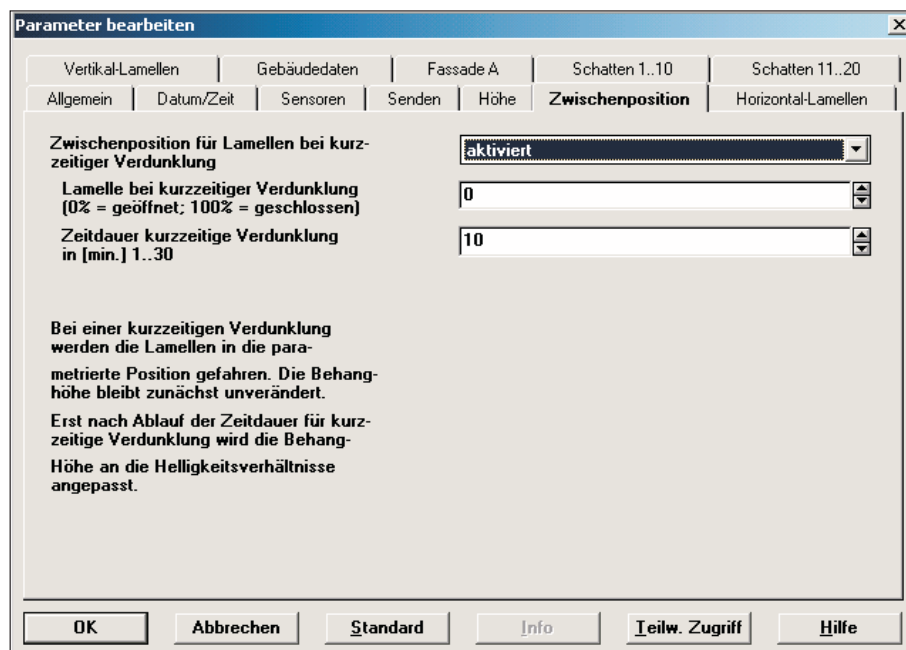 Parameter bearbeiten
Vertikal-Lamellen
Gebäudedaten
Fassade A
Schatten 1..10
Schatten 11..20
Allgemein
Datum/Zeit
Sensoren
Senden
Höhe
Zwischenposition
Horizontal-Lamellen
Zwischenposition für Lamellen bei kurz-
zeitiger Verdunklung
aktiviert
Lamelle bei kurzzeitiger Verdunklung
(0% = geöffnet; 100% = geschlossen)
0
Zeitdauer kurzzeitige Verdunklung
in [min.] 1..30
10
Bei einer kurzzeitigen Verdunklung
werden die Lamellen in die para-
metrierte Position gefahren. Die Behang-
höhe bleibt zunächst unverändert.
Erst nach Ablauf der Zeitdauer für kurz-
zeitige Verdunklung wird die Behang-
Höhe an die Helligkeitsverhältnisse
angepasst.
OK
Abbrechen
Standard
Info
Teilw. Zugriff
Hilfe